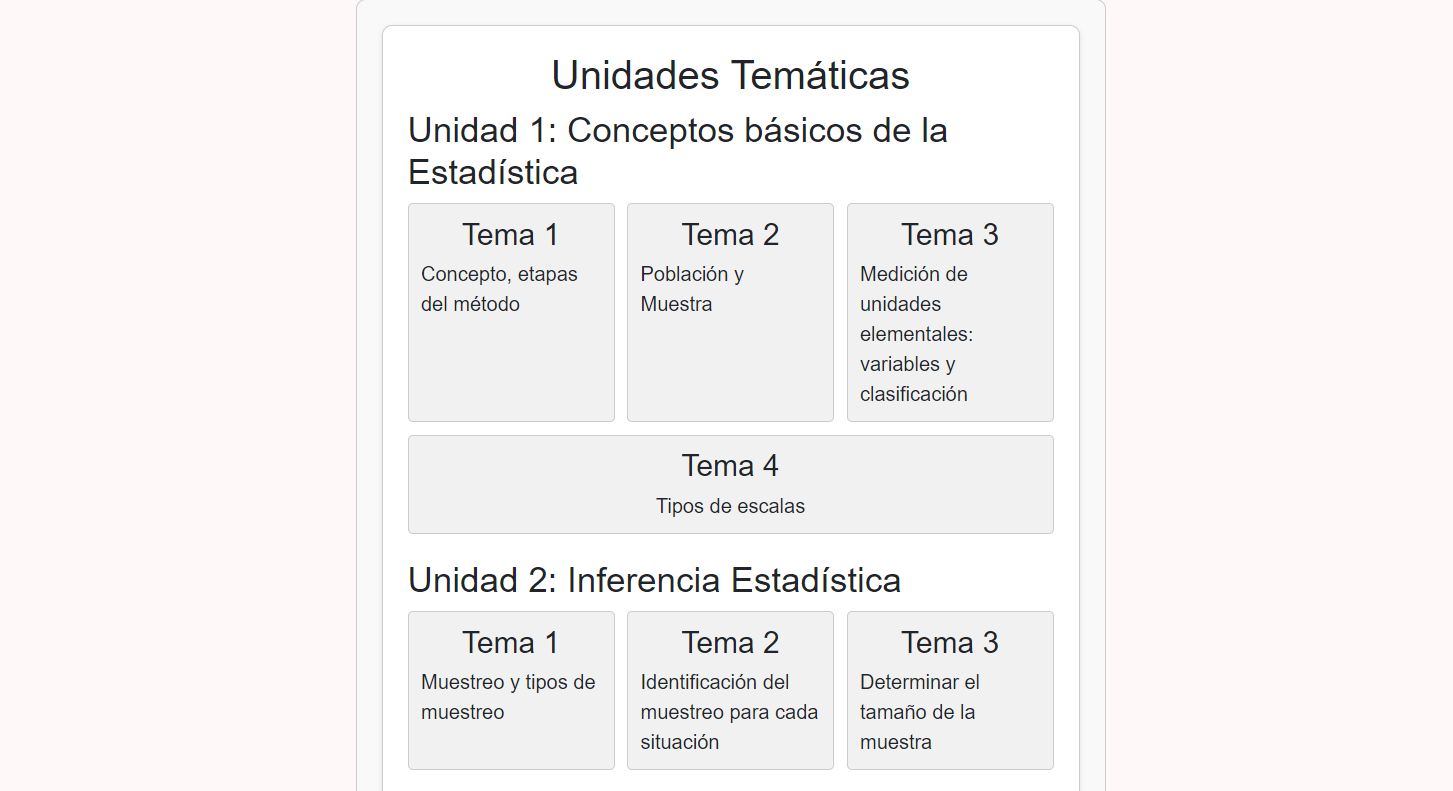 Unidades Temáticas
Unidad 1: Conceptos básicos de la
Estadística
Tema 1
Concepto, etapas
del método
Tema 2
Población y
Muestra
Tema 3
Medición de
unidades
elementales:
variables y
clasificación
Tema 4
Tipos de escalas
Unidad 2: Inferencia Estadística
Tema 1
Muestreo y tipos de
muestreo
Tema 2
Identificación del
muestreo para cada
situación
Tema 3
Determinar el
tamaño de la
muestra